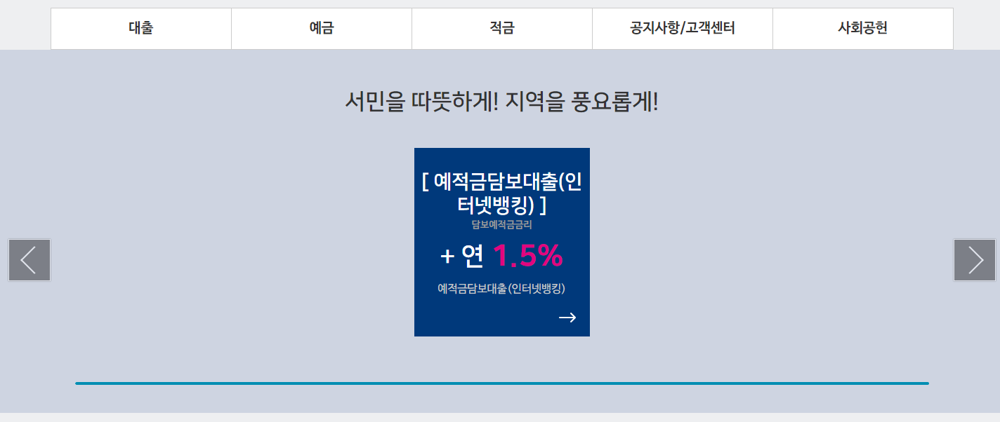 대출 예금 적금 공지사항/고객센터 사회공헌
서민을 따뜻하게! 지역을 풍요롭게!
[ 예적금담보대출(인
터넷뱅킹) ]
담보예적금금리
+ 연 1.5%
예적금담보대출(인터넷뱅킹)